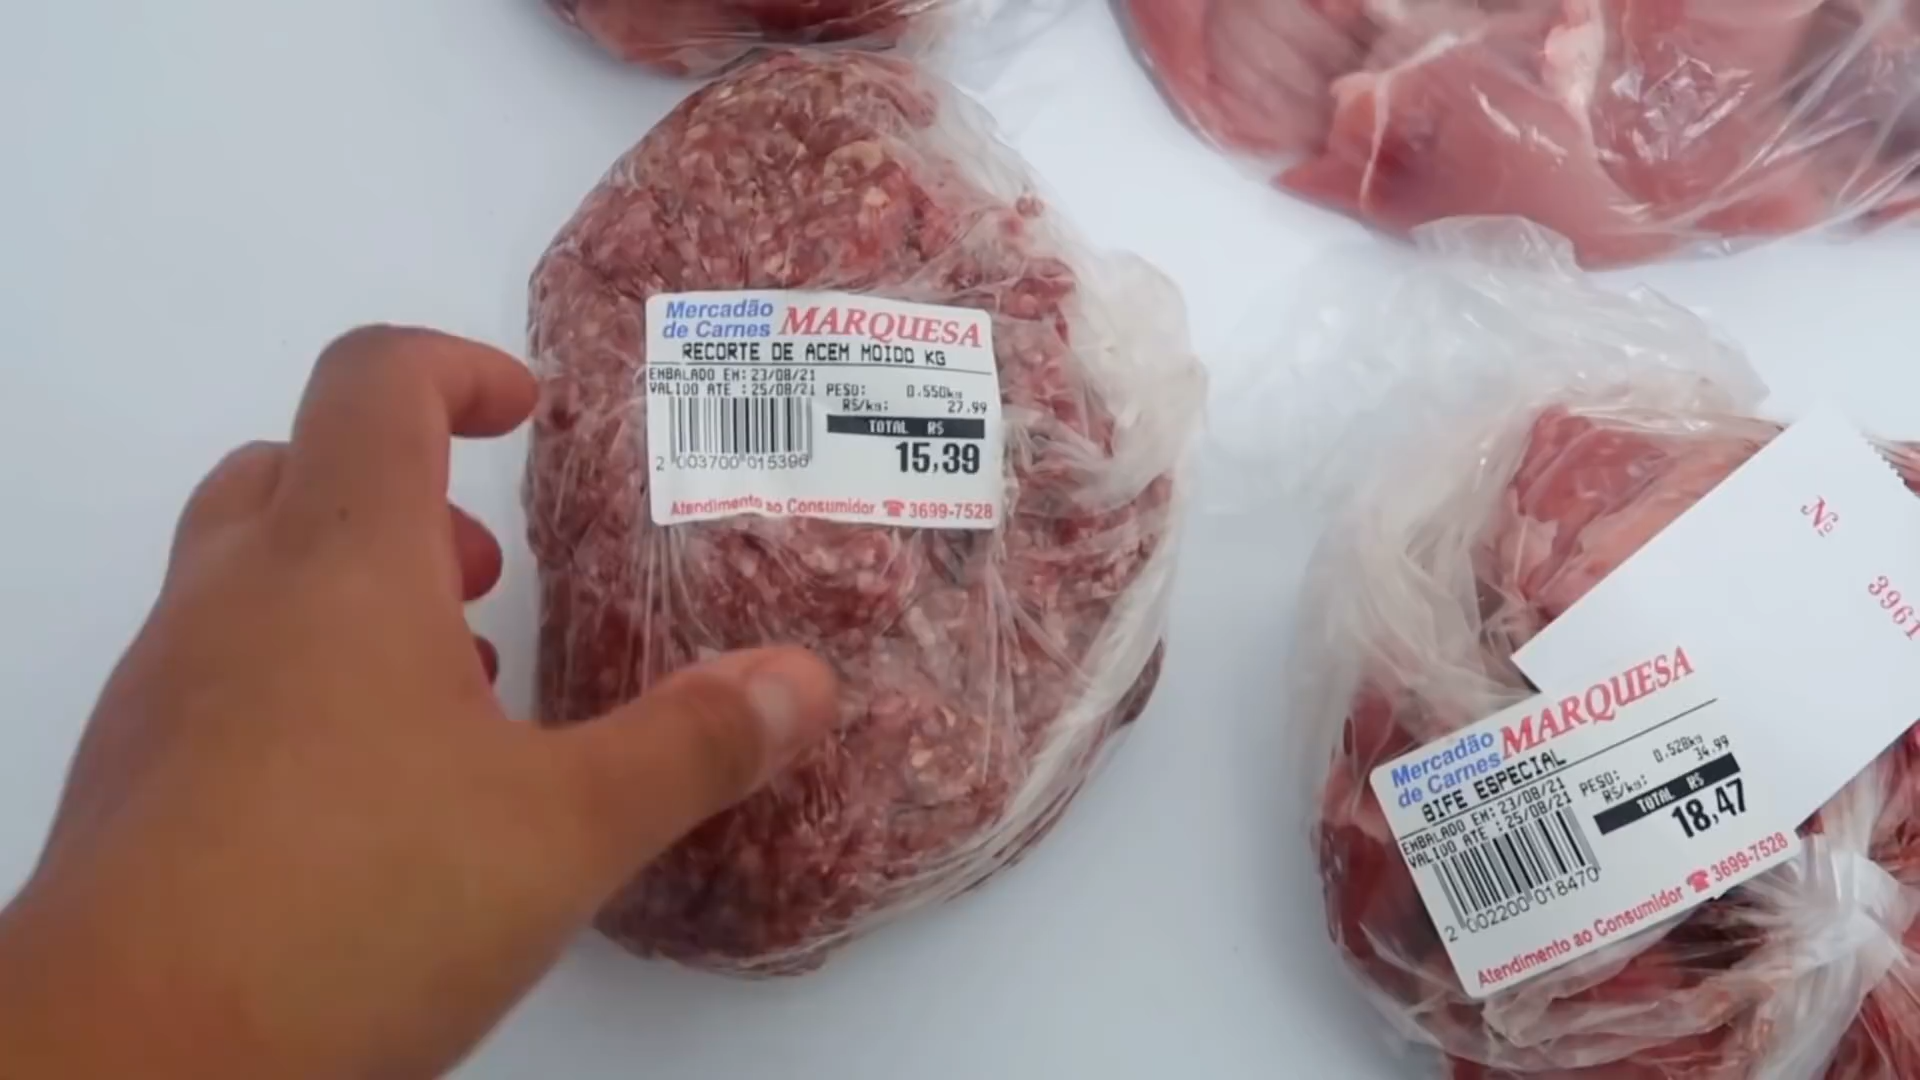 Mercadão
de Carnes MARQUESA
RECORTE DE ACEM MOIDO KG
EMBALADO EM: 23/08/21
VALIDO ATE : 25/08/21 PESO: 0.550kg
R$/kg: 27.99
TOTAL R$
15,39
2 003700 015396
Atendimento ao Consumidor ☎ 3699-7528
Nº
3961
Mercadão
de Carnes MARQUESA
BIFE ESPECIAL
EMBALADO EM: 23/08/21
VALIDO ATE : 25/08/21 PESO: 0.528kg
R$/kg: 34.99
TOTAL R$
18,47
2 002200 018470
Atendimento ao Consumidor ☎ 3699-7528